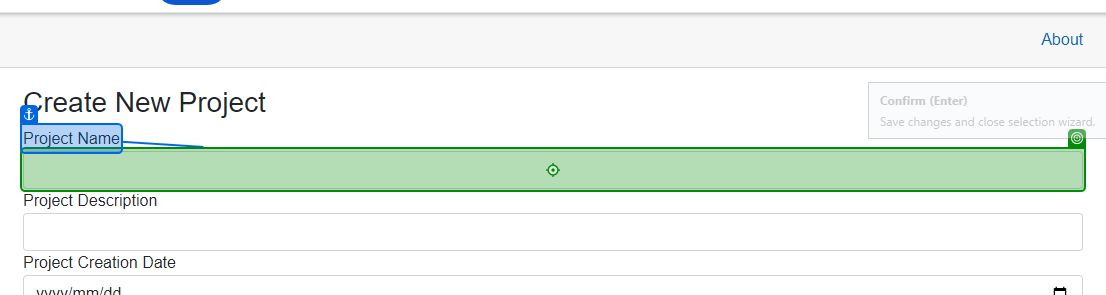 About
Create New Project
Confirm (Enter)
Save changes and close selection wizard.
Project Name
Project Description
Project Creation Date
yyyy/mm/dd